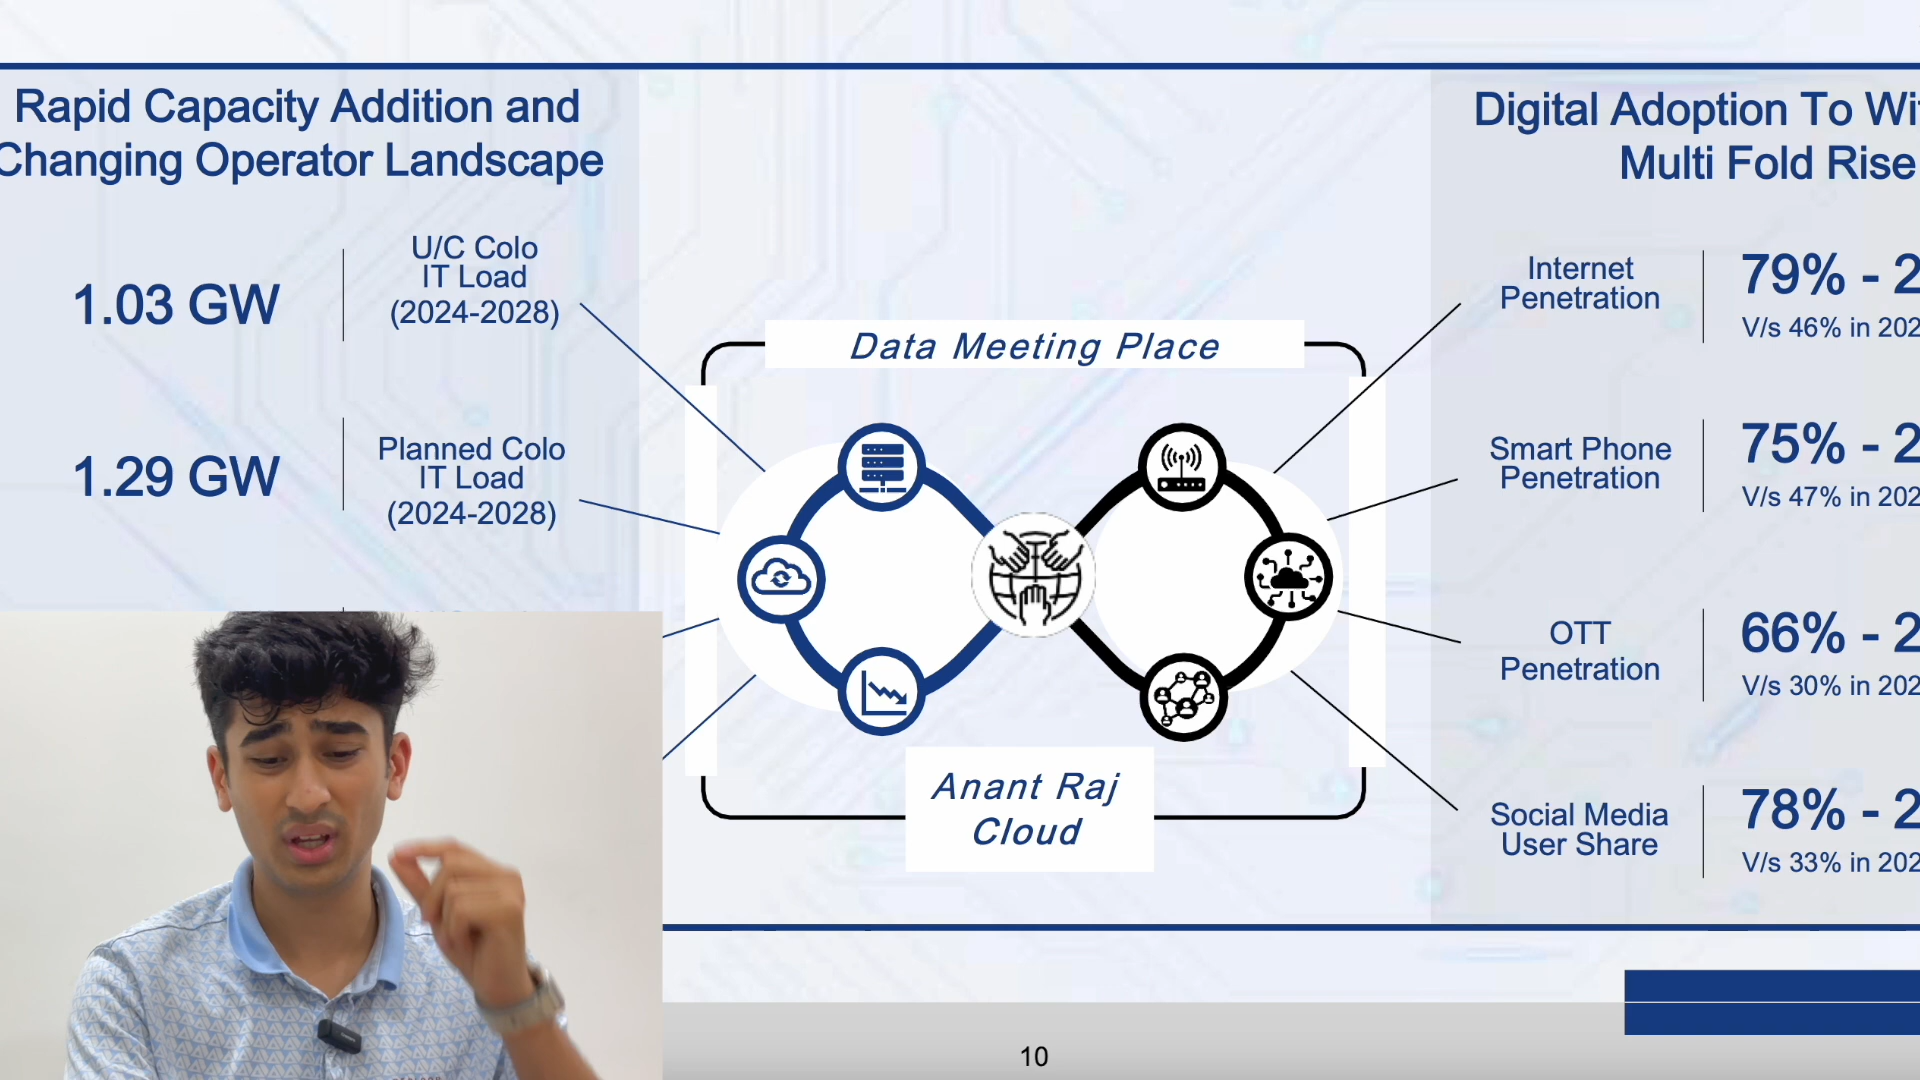 Rapid Capacity Addition and
Changing Operator Landscape
1.03 GW
U/C Colo
IT Load
(2024-2028)
1.29 GW
Planned Colo
IT Load
(2024-2028)
Data Meeting Place
Anant Raj
Cloud
Digital Adoption To
Multi Fold Rise
Internet
Penetration
79% - 2
V/s 46% in 202
Smart Phone
Penetration
75% - 2
V/s 47% in 202
OTT
Penetration
66% - 2
V/s 30% in 202
Social Media
User Share
78% - 2
V/s 33% in 202
10